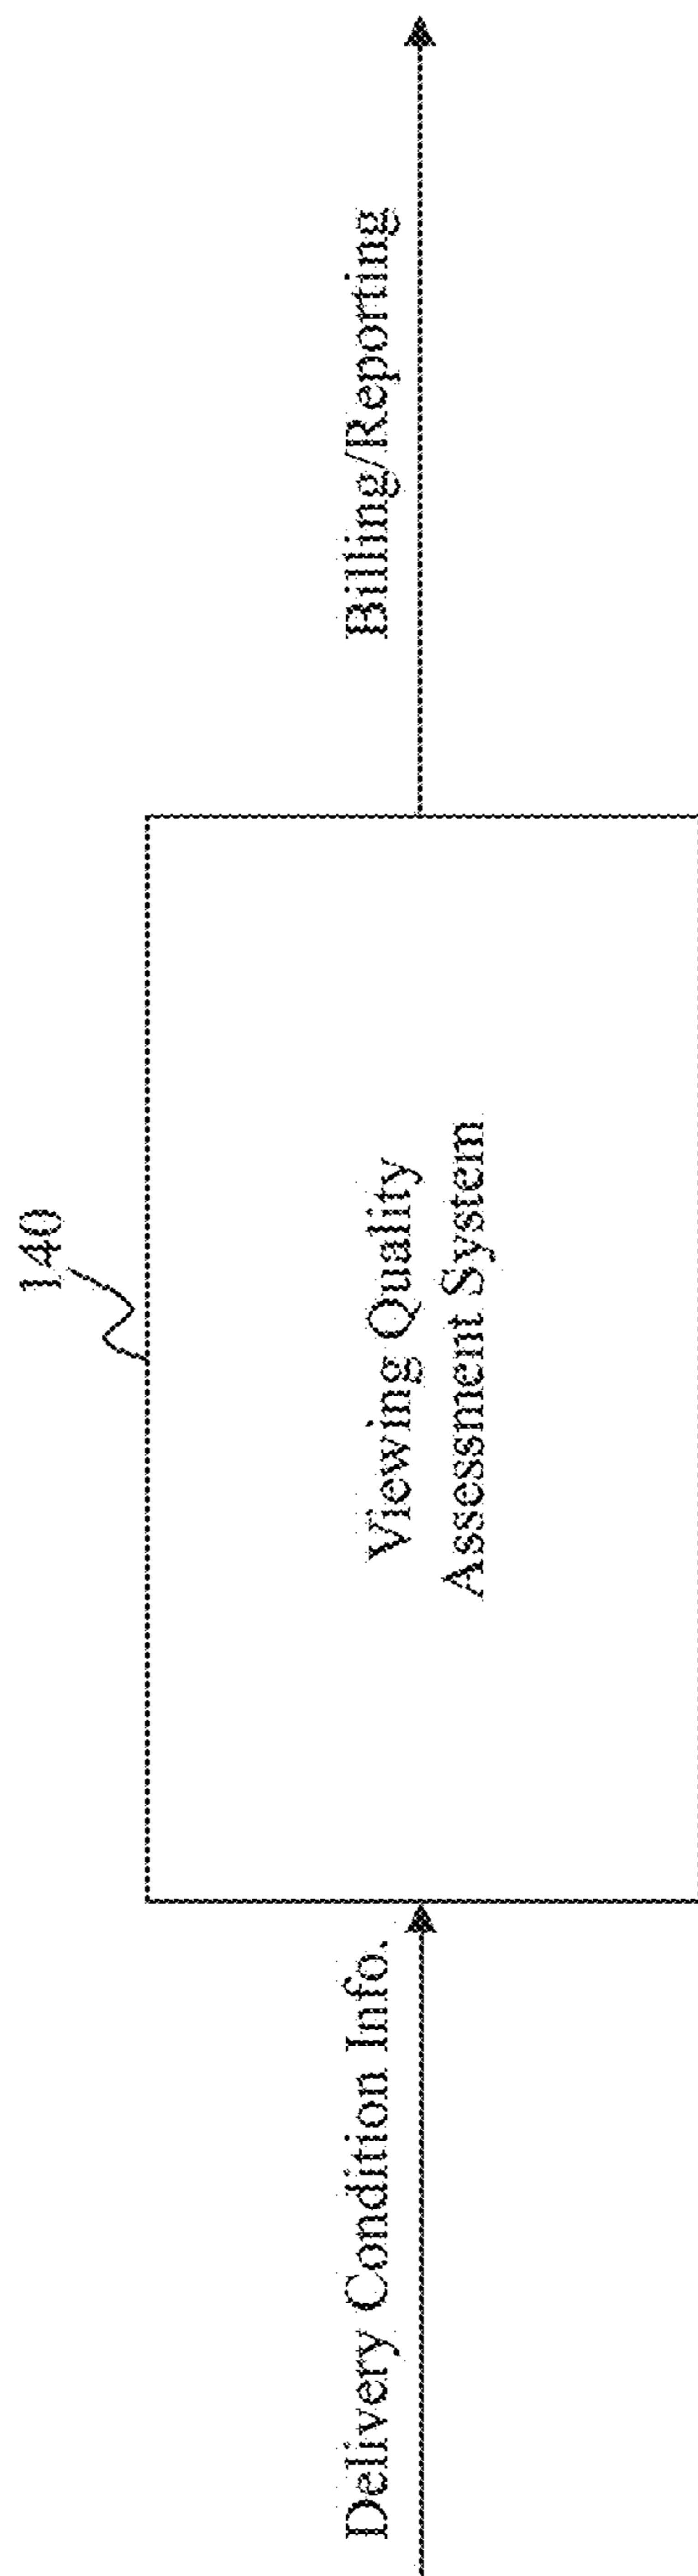 140
Delivery Condition Info.
Viewing Quality
Assessment System
Billing/Reporting